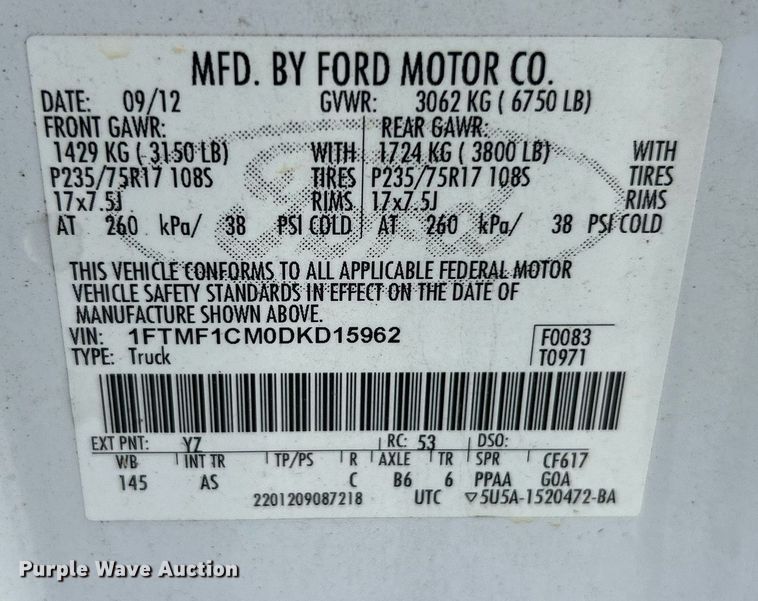 MFD. BY FORD MOTOR CO.
DATE: 09/12 GVWR: 3062 KG ( 6750 LB)
FRONT GAWR: REAR GAWR:
1429 KG ( 3150 LB) WITH 1724 KG ( 3800 LB) WITH
P235/75R17 108S TIRES P235/75R17 108S TIRES
17x7.5J RIMS 17x7.5J RIMS
AT 260 kPa/ 38 PSI COLD AT 260 kPa/ 38 PSI COLD
Ford
THIS VEHICLE CONFORMS TO ALL APPLICABLE FEDERAL MOTOR
VEHICLE SAFETY STANDARDS IN EFFECT ON THE DATE OF
MANUFACTURE SHOWN ABOVE.
VIN: 1FTMF1CM0DKD15962 F0083
TYPE: Truck T0971
EXT PNT: YZ RC: 53 DSO:
WB INT TR TP/PS R AXLE TR SPR CF617
145 AS C B6 6 PPAA GOA
2201209087218 UTC ▽5U5A-1520472-BA
Purple Wave Auction